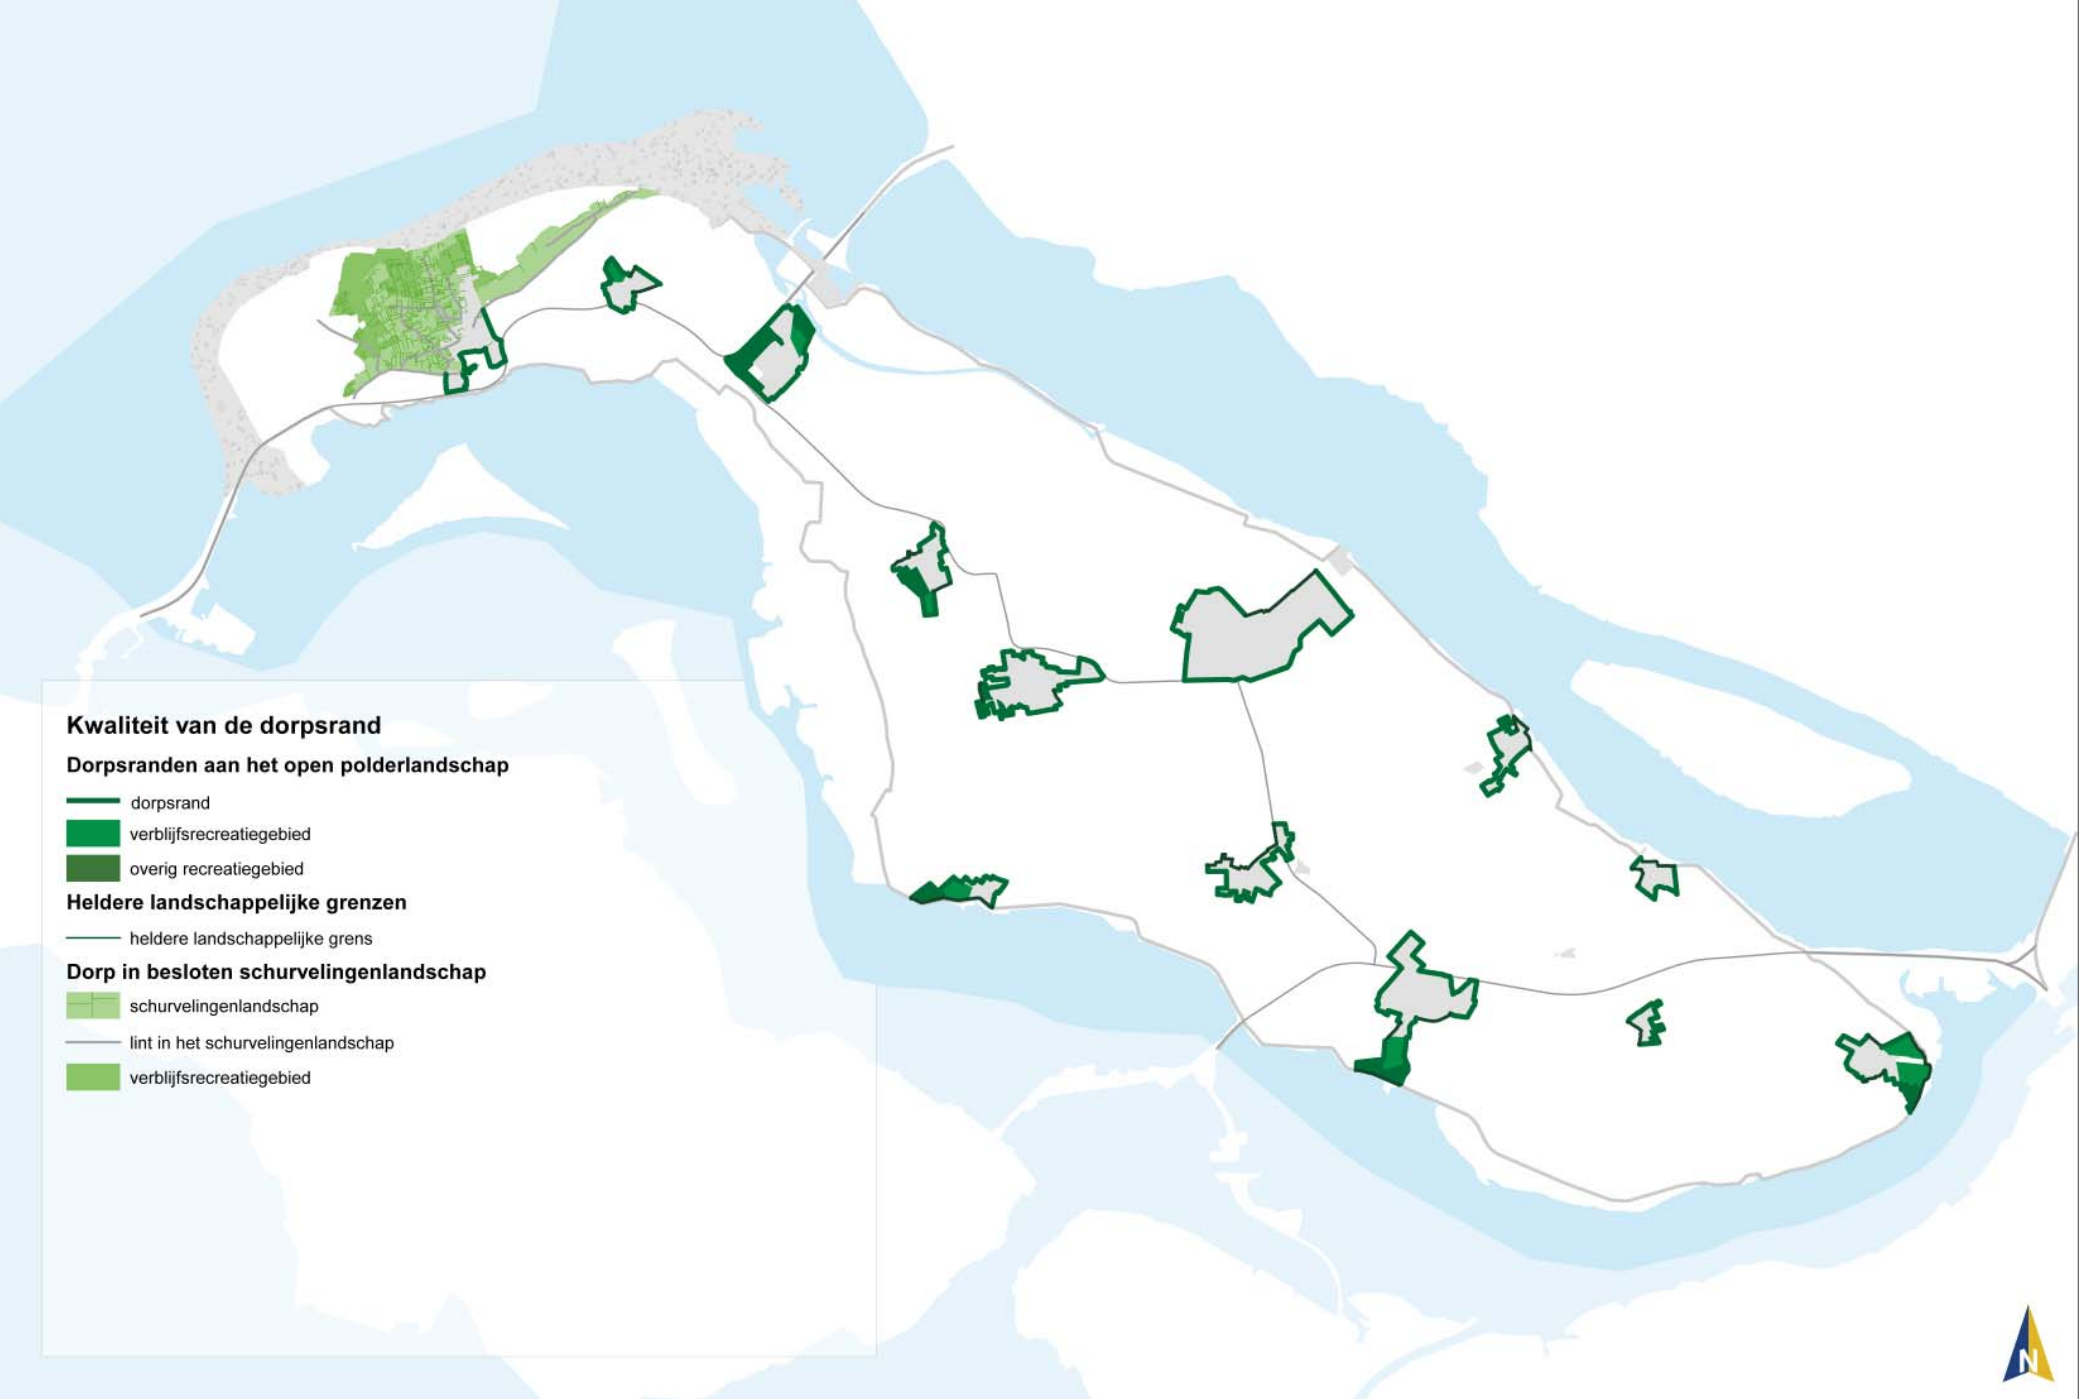 Kwaliteit van de dorpsrand
Dorpsranden aan het open polderlandschap
dorpsrand
verblijfsrecreatiegebied
overig recreatiegebied
Heldere landschappelijke grenzen
heldere landschappelijke grens
Dorp in besloten schurvelingenlandschap
schurvelingenlandschap
lint in het schurvelingenlandschap
verblijfsrecreatiegebied
N